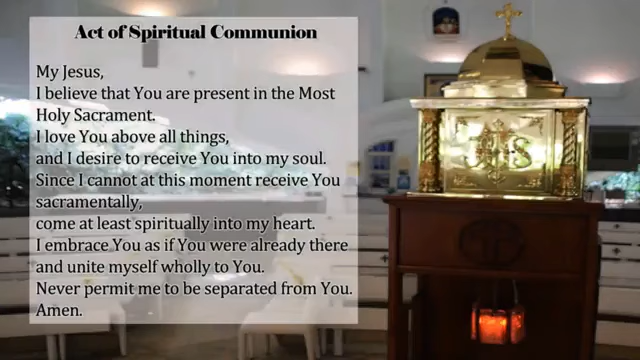 Act of Spiritual Communion
My Jesus,
I believe that You are present in the Most
Holy Sacrament.
I love You above all things,
and I desire to receive You into my soul.
Since I cannot at this moment receive You
sacramentally,
come at least spiritually into my heart.
I embrace You as if You were already there
and unite myself wholly to You.
Never permit me to be separated from You.
Amen.
IHS